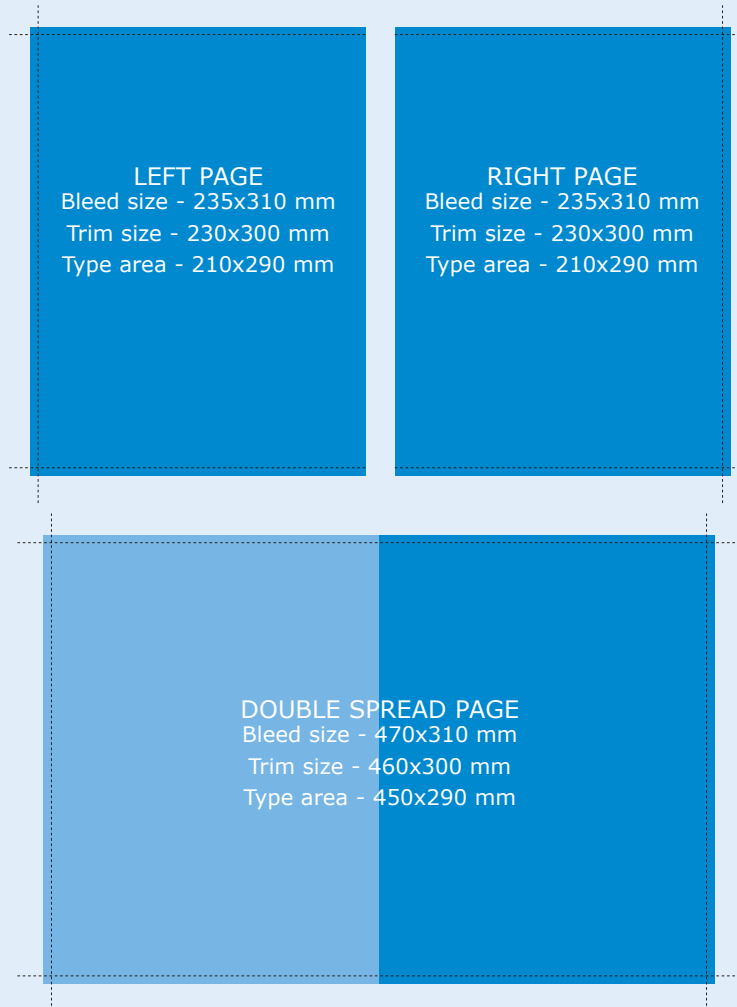 LEFT PAGE
Bleed size - 235x310 mm
Trim size - 230x300 mm
Type area - 210x290 mm
RIGHT PAGE
Bleed size - 235x310 mm
Trim size - 230x300 mm
Type area - 210x290 mm
DOUBLE SPREAD PAGE
Bleed size - 470x310 mm
Trim size - 460x300 mm
Type area - 450x290 mm